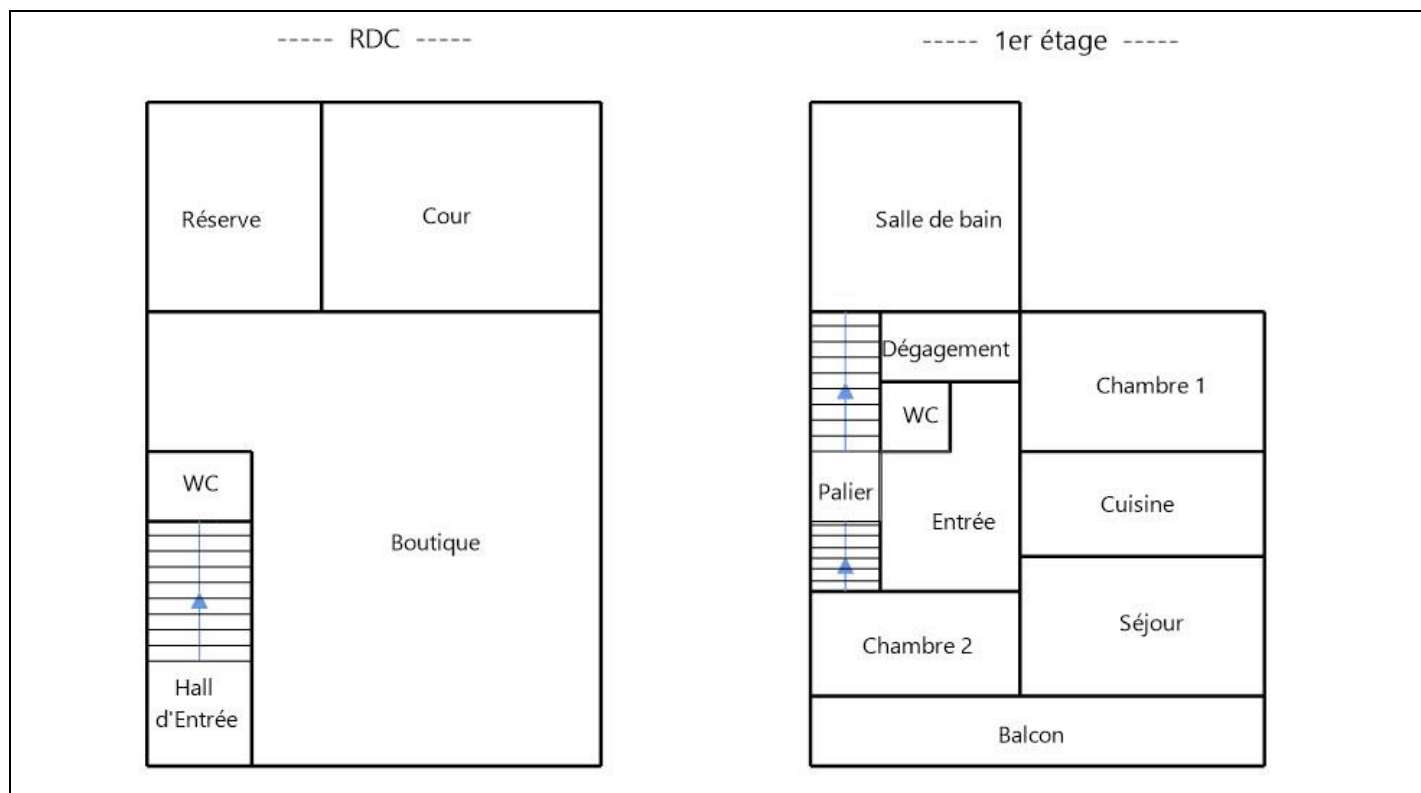 ----- RDC -----
Réserve
Cour
WC
Boutique
Hall
d'Entrée
----- 1er étage -----
Salle de bain
Dégagement
Chambre 1
WC
Palier
Entrée
Cuisine
Séjour
Chambre 2
Balcon